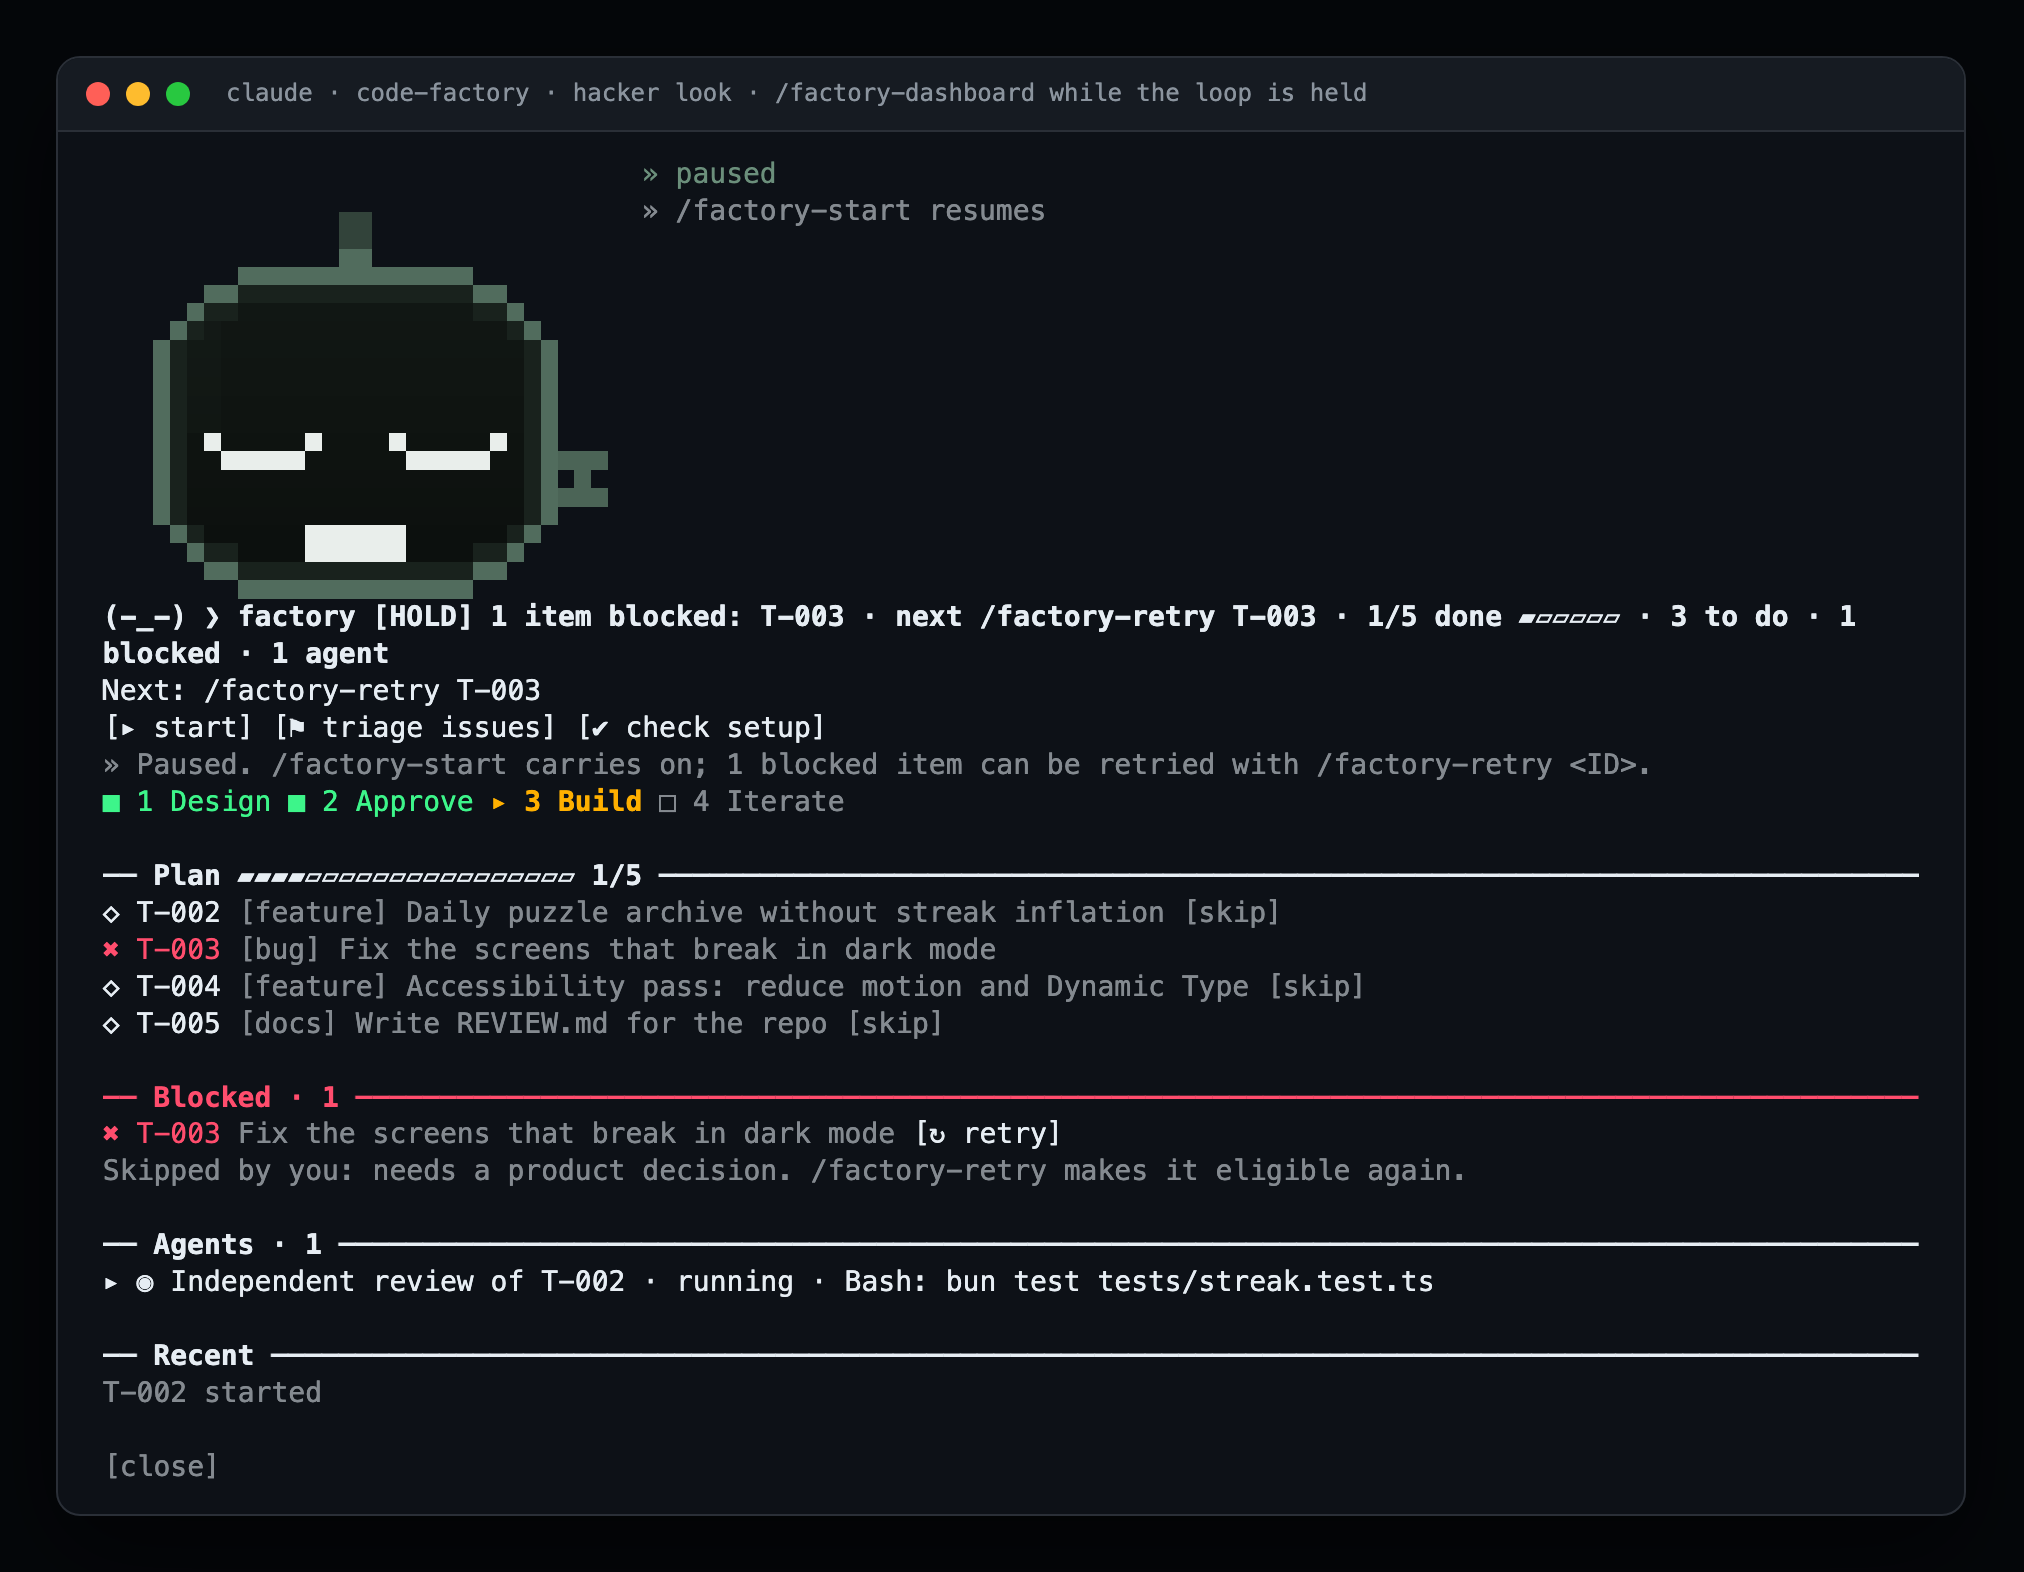 claude · code-factory · hacker look · /factory-dashboard while the loop is held
» paused
» /factory-start resumes
(-_-) ❯ factory [HOLD] 1 item blocked: T-003 · next /factory-retry T-003 · 1/5 done ▰▱▱▱▱▱ · 3 to do · 1
blocked · 1 agent
Next: /factory-retry T-003
[▸ start] [⚑ triage issues] [✔ check setup]
» Paused. /factory-start carries on; 1 blocked item can be retried with /factory-retry <ID>.
■ 1 Design ■ 2 Approve ▸ 3 Build □ 4 Iterate
── Plan ▰▰▰▰▱▱▱▱▱▱▱▱▱▱▱▱▱▱▱▱ 1/5
◇ T-002 [feature] Daily puzzle archive without streak inflation [skip]
✖ T-003 [bug] Fix the screens that break in dark mode
◇ T-004 [feature] Accessibility pass: reduce motion and Dynamic Type [skip]
◇ T-005 [docs] Write REVIEW.md for the repo [skip]
── Blocked · 1
✖ T-003 Fix the screens that break in dark mode [↻ retry]
Skipped by you: needs a product decision. /factory-retry makes it eligible again.
── Agents · 1
▸ ◉ Independent review of T-002 · running · Bash: bun test tests/streak.test.ts
── Recent
T-002 started
[close]